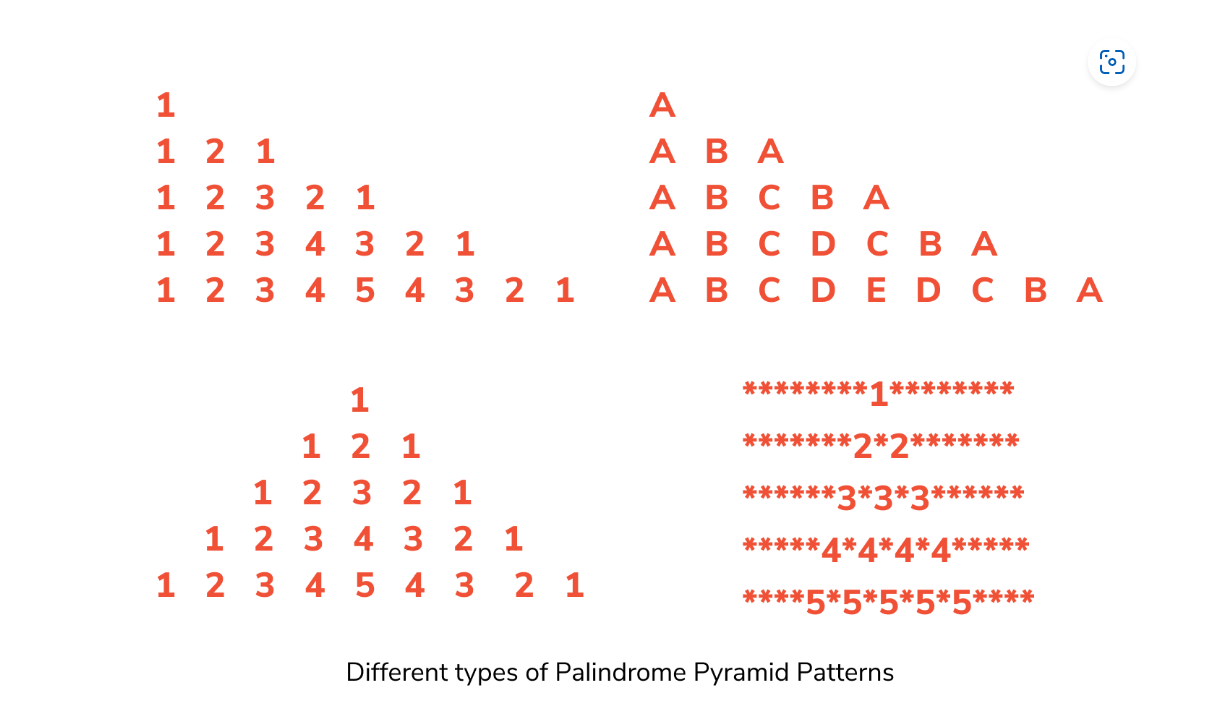 1
1 2 1
1 2 3 2 1
1 2 3 4 3 2 1
1 2 3 4 5 4 3 2 1
A
A B A
A B C B A
A B C D C B A
A B C D E D C B A
1
1 2 1
1 2 3 2 1
1 2 3 4 3 2 1
1 2 3 4 5 4 3 2 1
********1********
*******2*2*******
******3*3*3******
*****4*4*4*4*****
****5*5*5*5*5****
Different types of Palindrome Pyramid Patterns